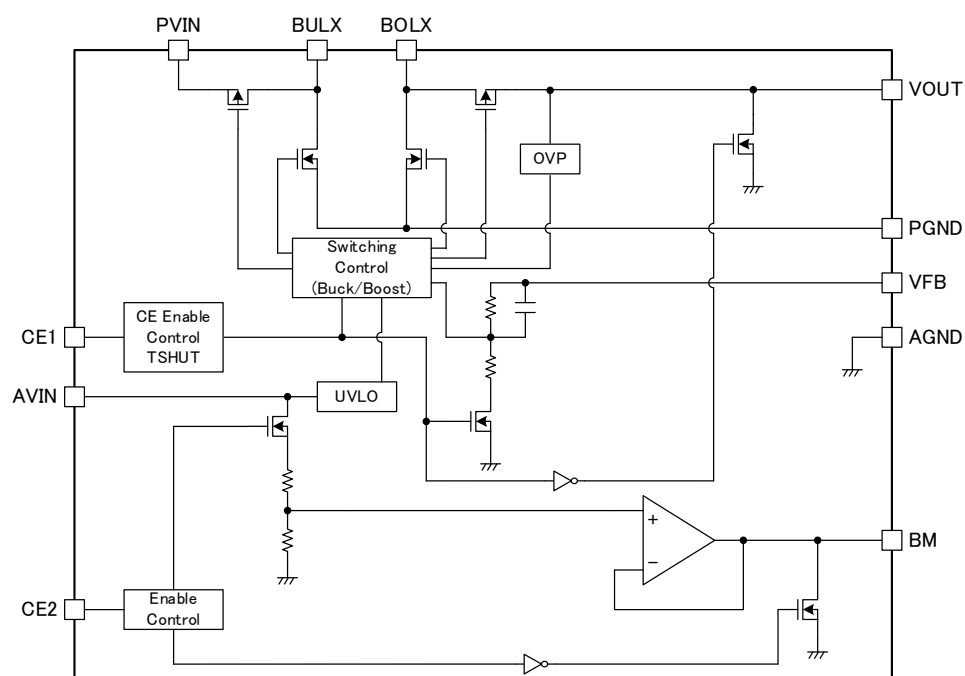 PVIN BULX BOLX
VOUT
OVP
PGND
Switching
Control
(Buck/Boost)
VFB
CE1
CE Enable
Control
TSHUT
AGND
AVIN
UVLO
+
−
BM
CE2
Enable
Control